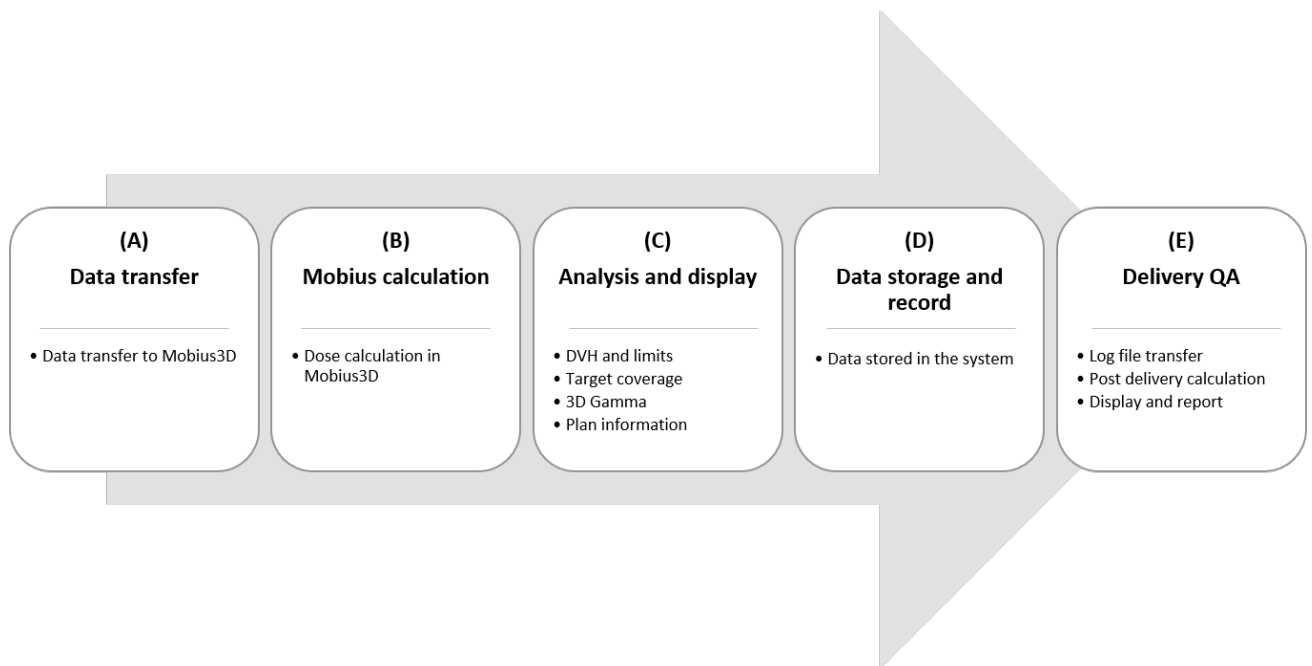 (A)
Data transfer
• Data transfer to Mobius3D
(B)
Mobius calculation
• Dose calculation in
Mobius3D
(C)
Analysis and display
• DVH and limits
• Target coverage
• 3D Gamma
• Plan information
(D)
Data storage and
record
• Data stored in the system
(E)
Delivery QA
• Log file transfer
• Post delivery calculation
• Display and report